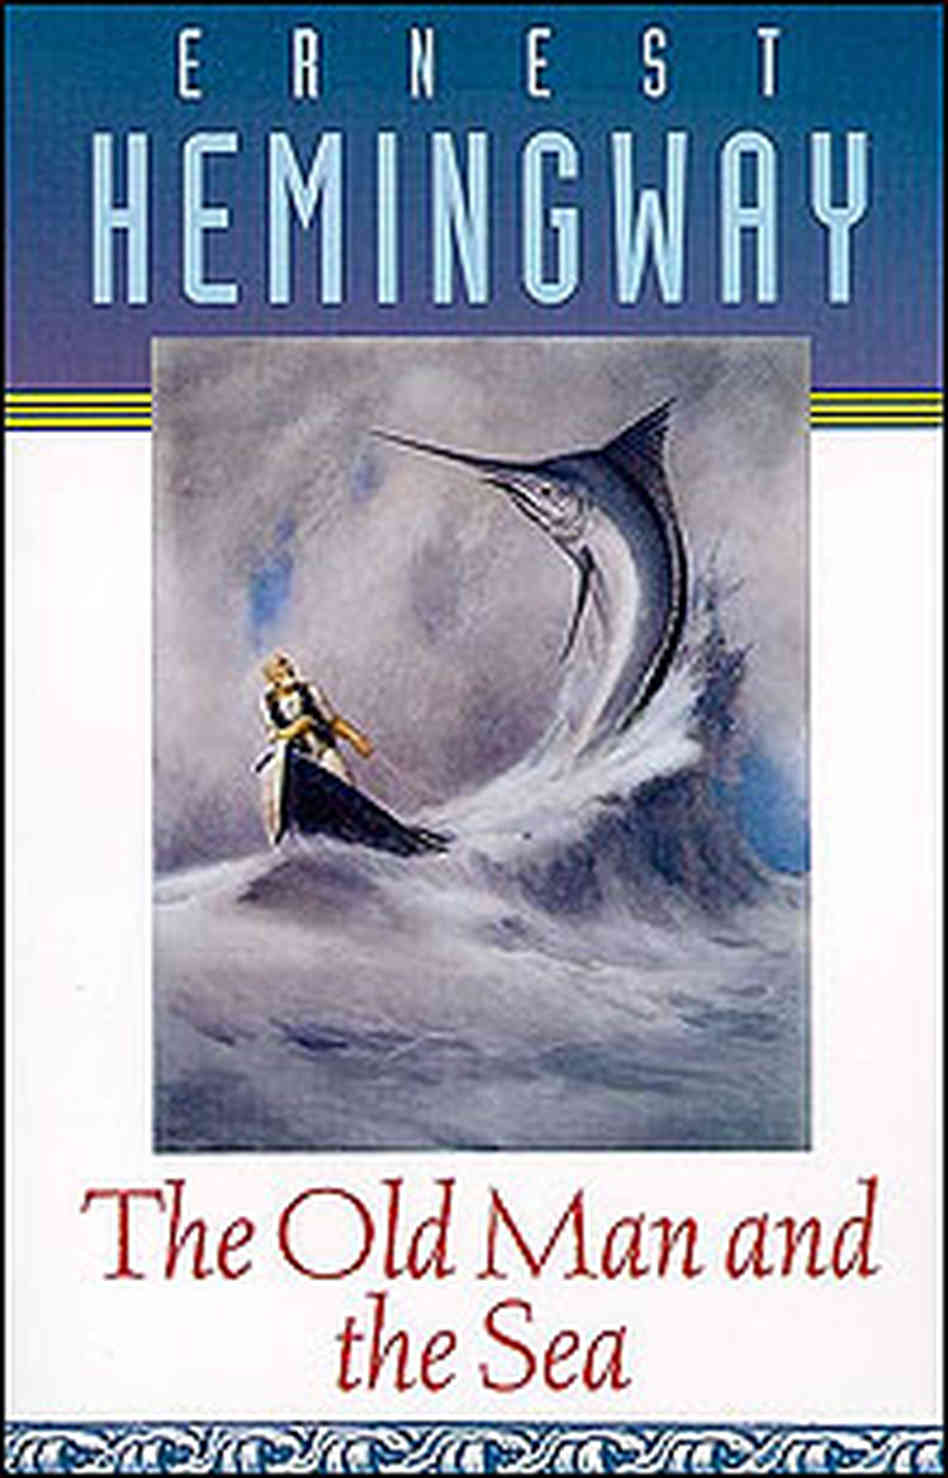 ERNEST
HEMINGWAY
The Old Man and
the Sea